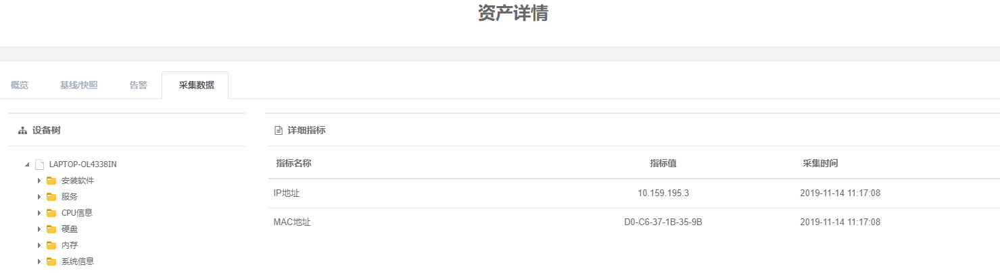 资产详情
概览 基线/快照 告警 采集数据
设备树
LAPTOP-OL4338IN
安装软件
服务
CPU信息
硬盘
内存
系统信息
详细指标
指标名称 指标值 采集时间
IP地址 10.159.195.3 2019-11-14 11:17:08
MAC地址 D0-C6-37-1B-35-9B 2019-11-14 11:17:08